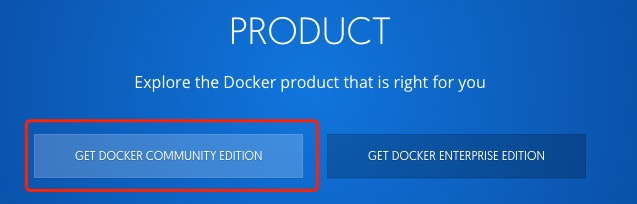 PRODUCT
Explore the Docker product that is right for you
GET DOCKER COMMUNITY EDITION
GET DOCKER ENTERPRISE EDITION